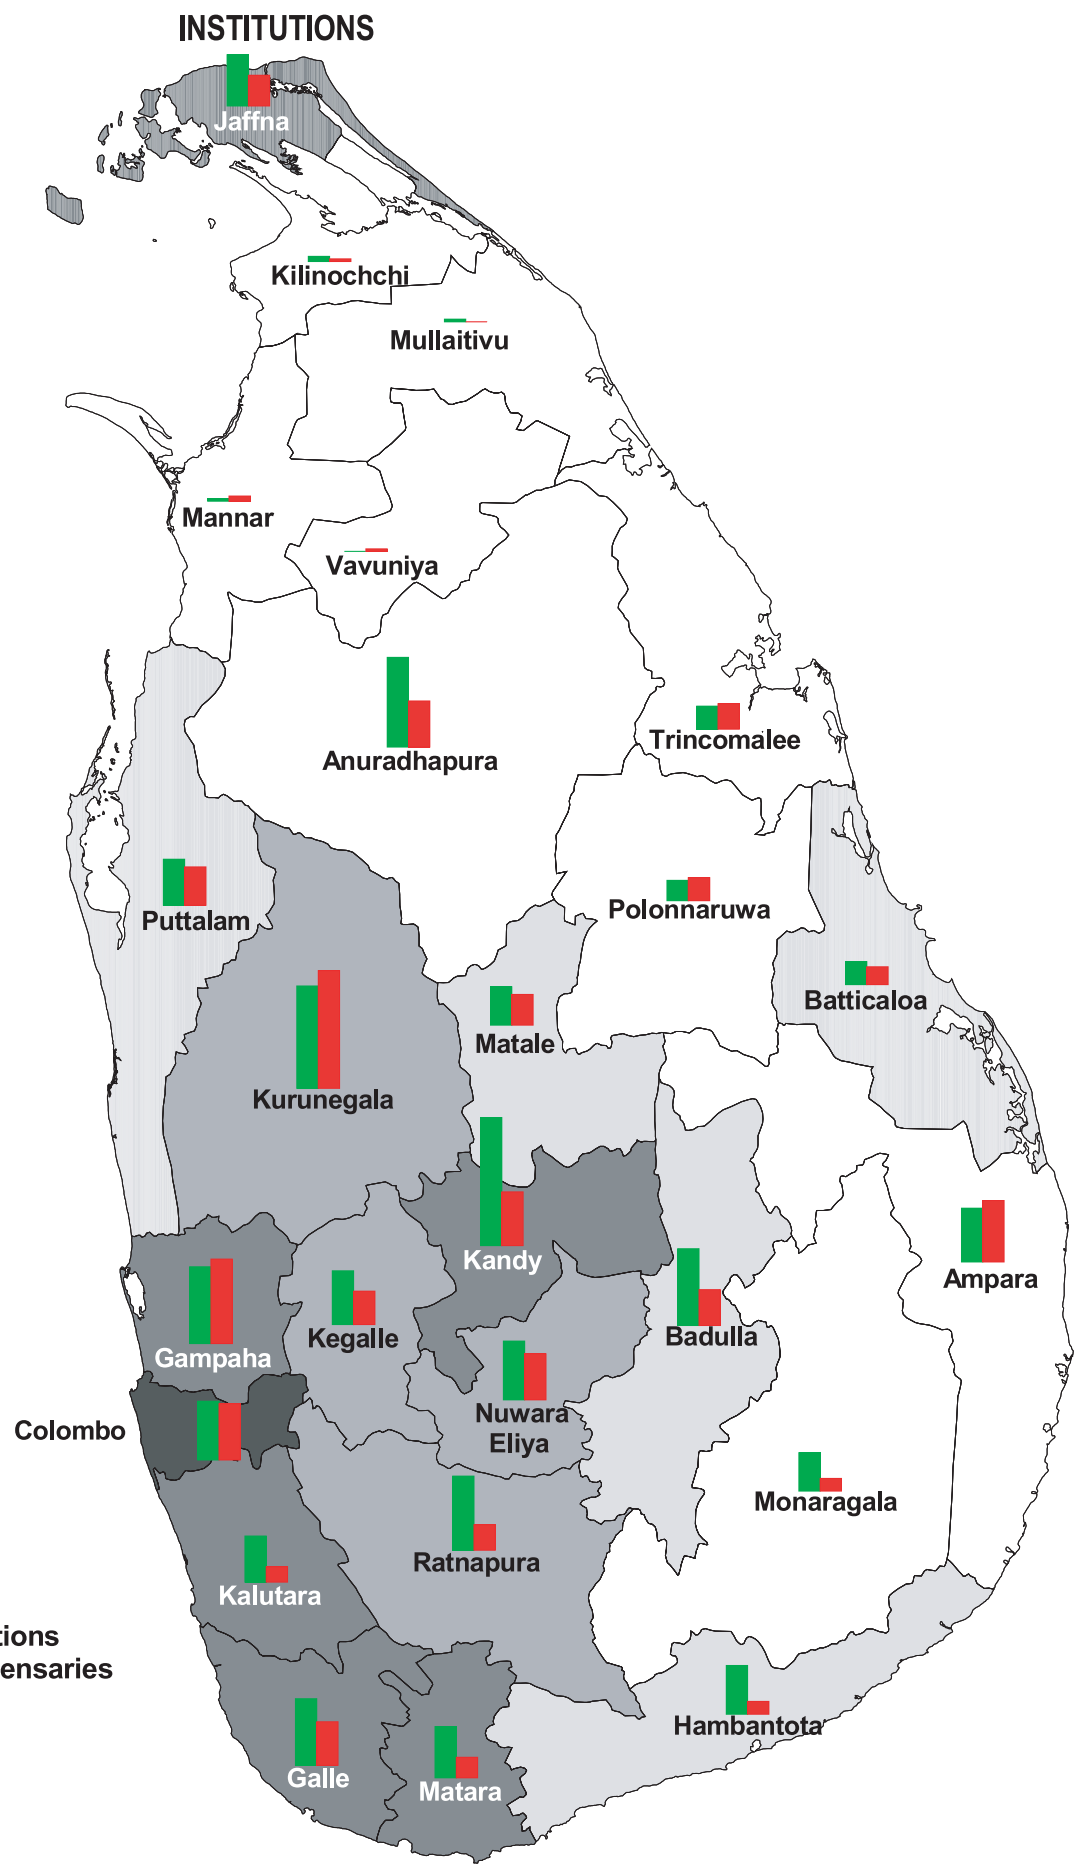 INSTITUTIONS
Jaffna
Kilinochchi
Mullaitivu
Mannar
Vavuniya
Trincomalee
Anuradhapura
Polonnaruwa
Puttalam
Batticaloa
Matale
Kurunegala
Kandy
Ampara
Badulla
Kegalle
Gampaha
Nuwara
Eliya
Colombo
Monaragala
Ratnapura
Kalutara
tions
ensaries
Hambantota
Galle
Matara